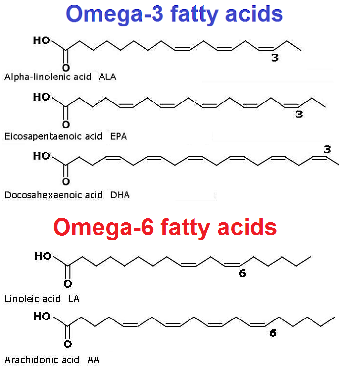 Omega-3 fatty acids
HO
O
3
Alpha-linolenic acid ALA
HO
O
3
Eicosapentaenoic acid EPA
HO
O
3
Docosahexaenoic acid DHA
Omega-6 fatty acids
HO
O
6
Linoleic acid LA
HO
O
6
Arachidonic acid AA